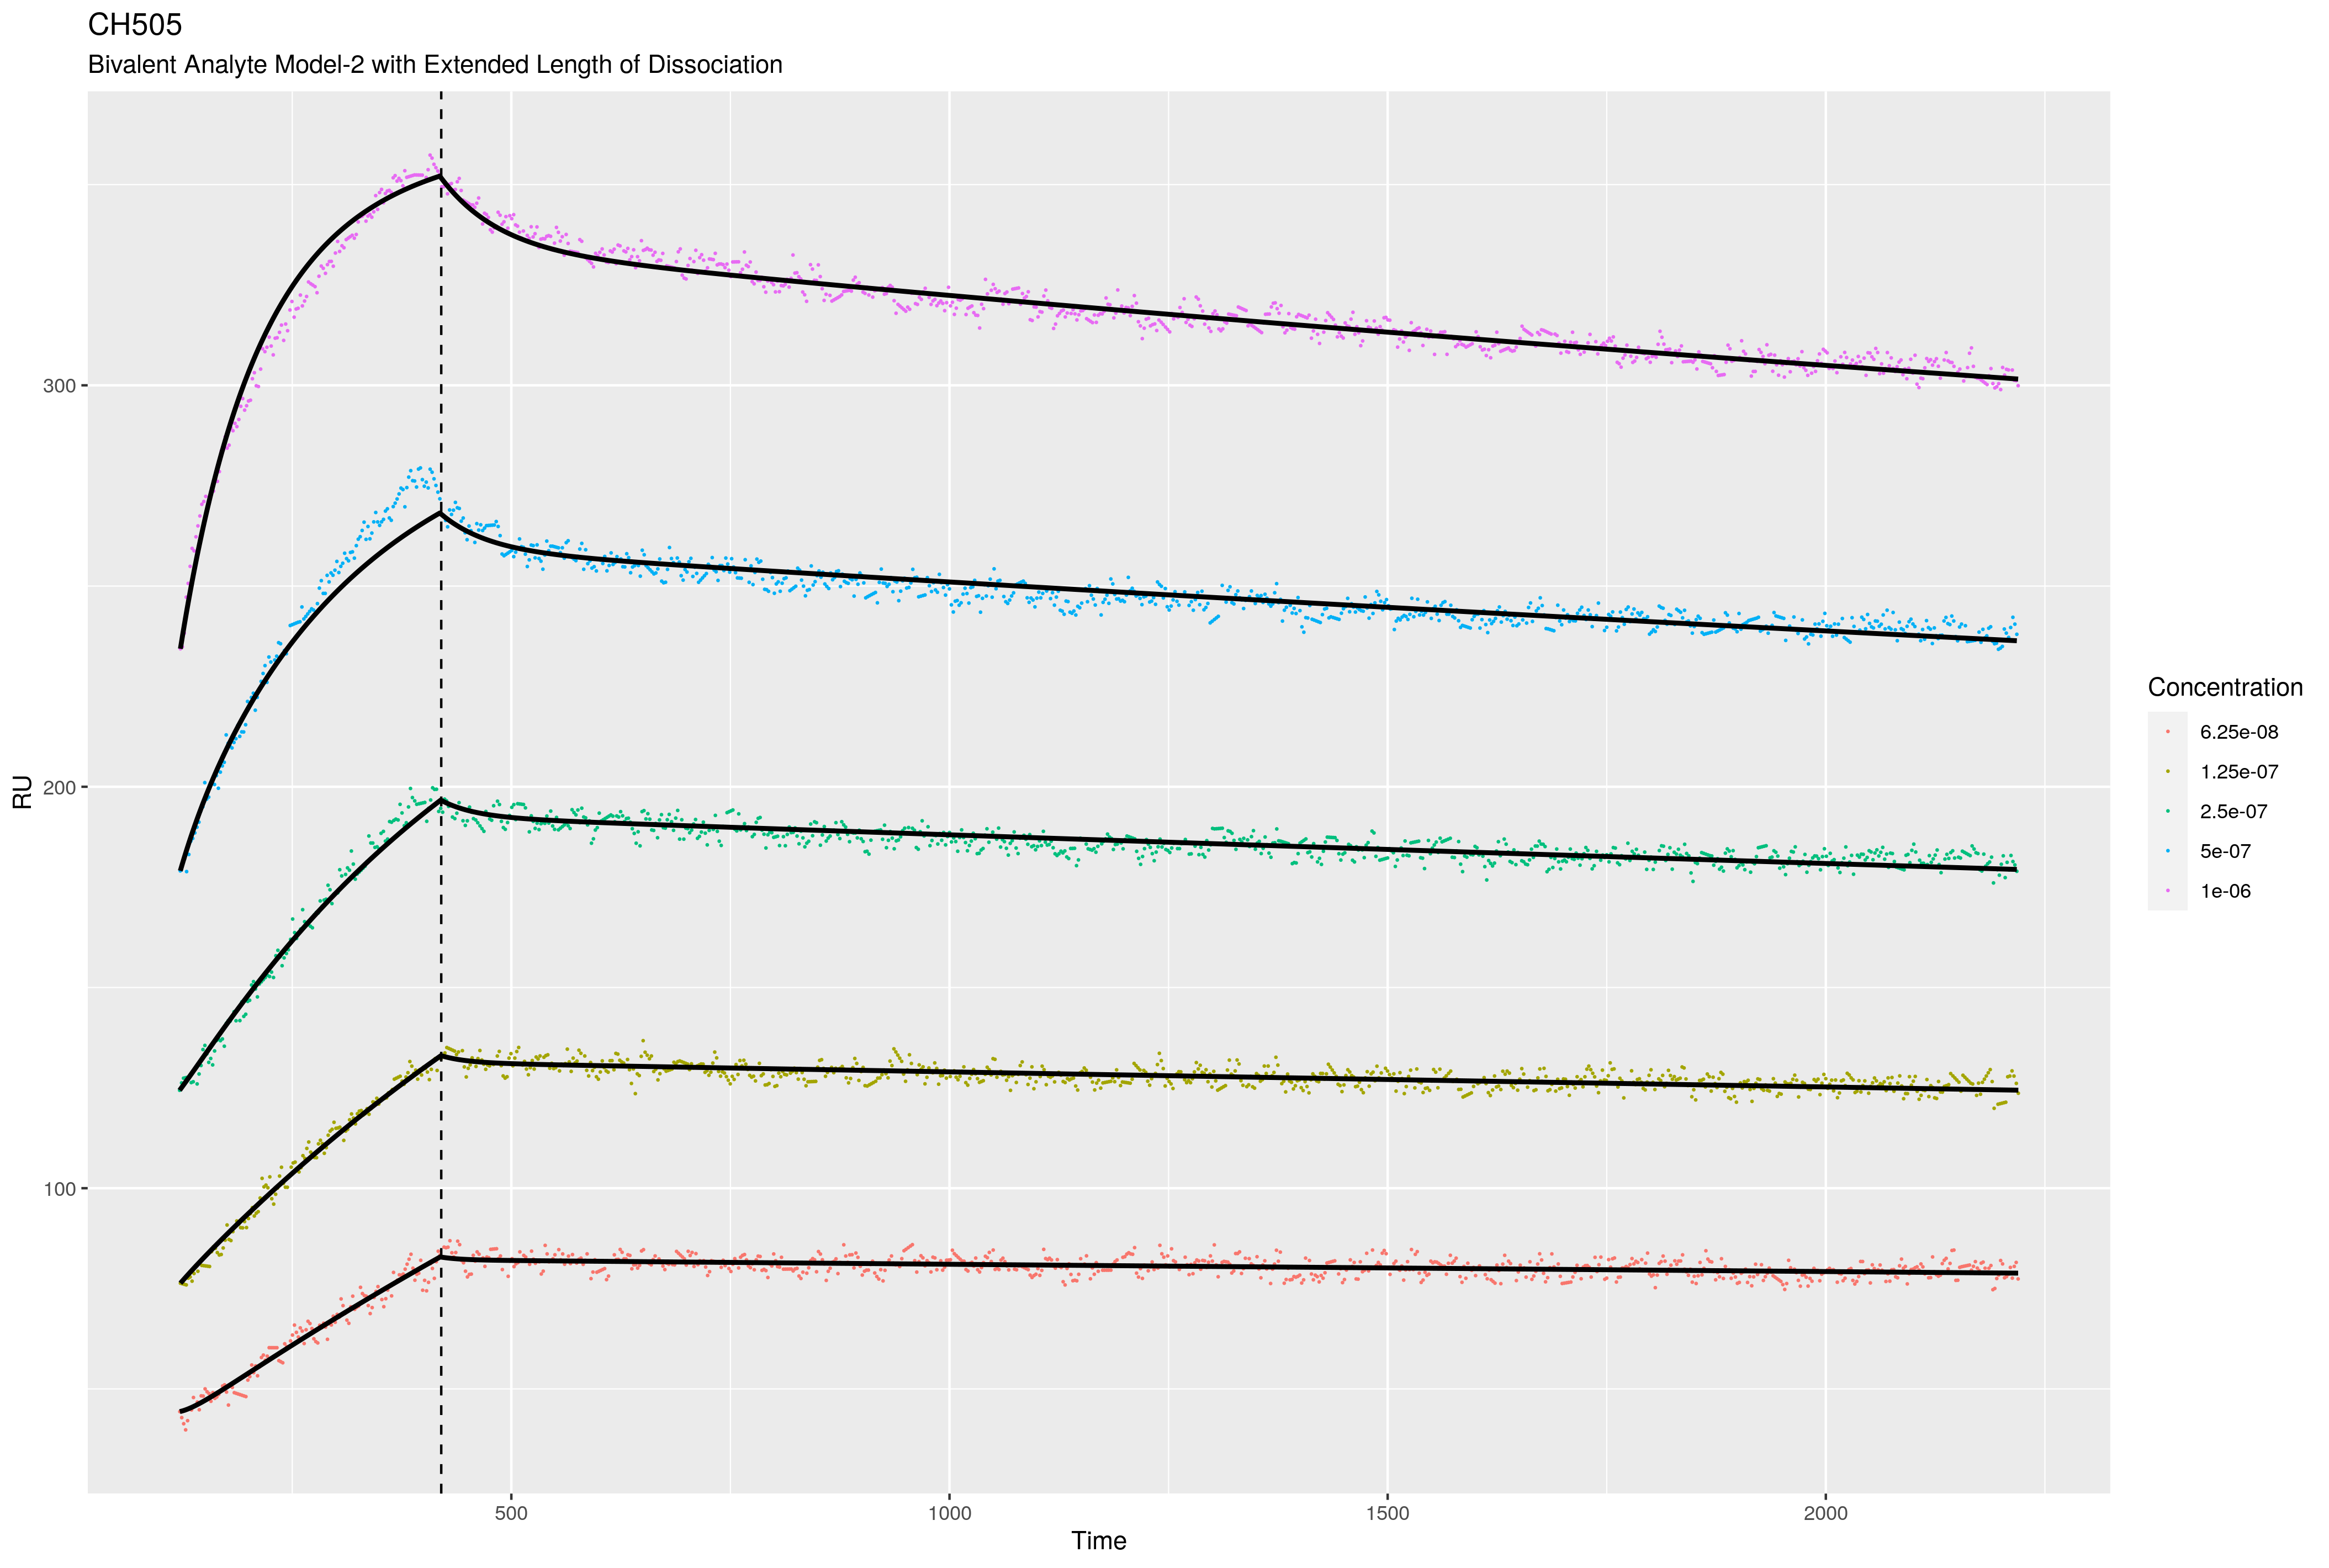 CH505
Bivalent Analyte Model-2 with Extended Length of Dissociation
300
200
100
RU
500
1000
1500
2000
Time
Concentration
6.25e-08
1.25e-07
2.5e-07
5e-07
1e-06